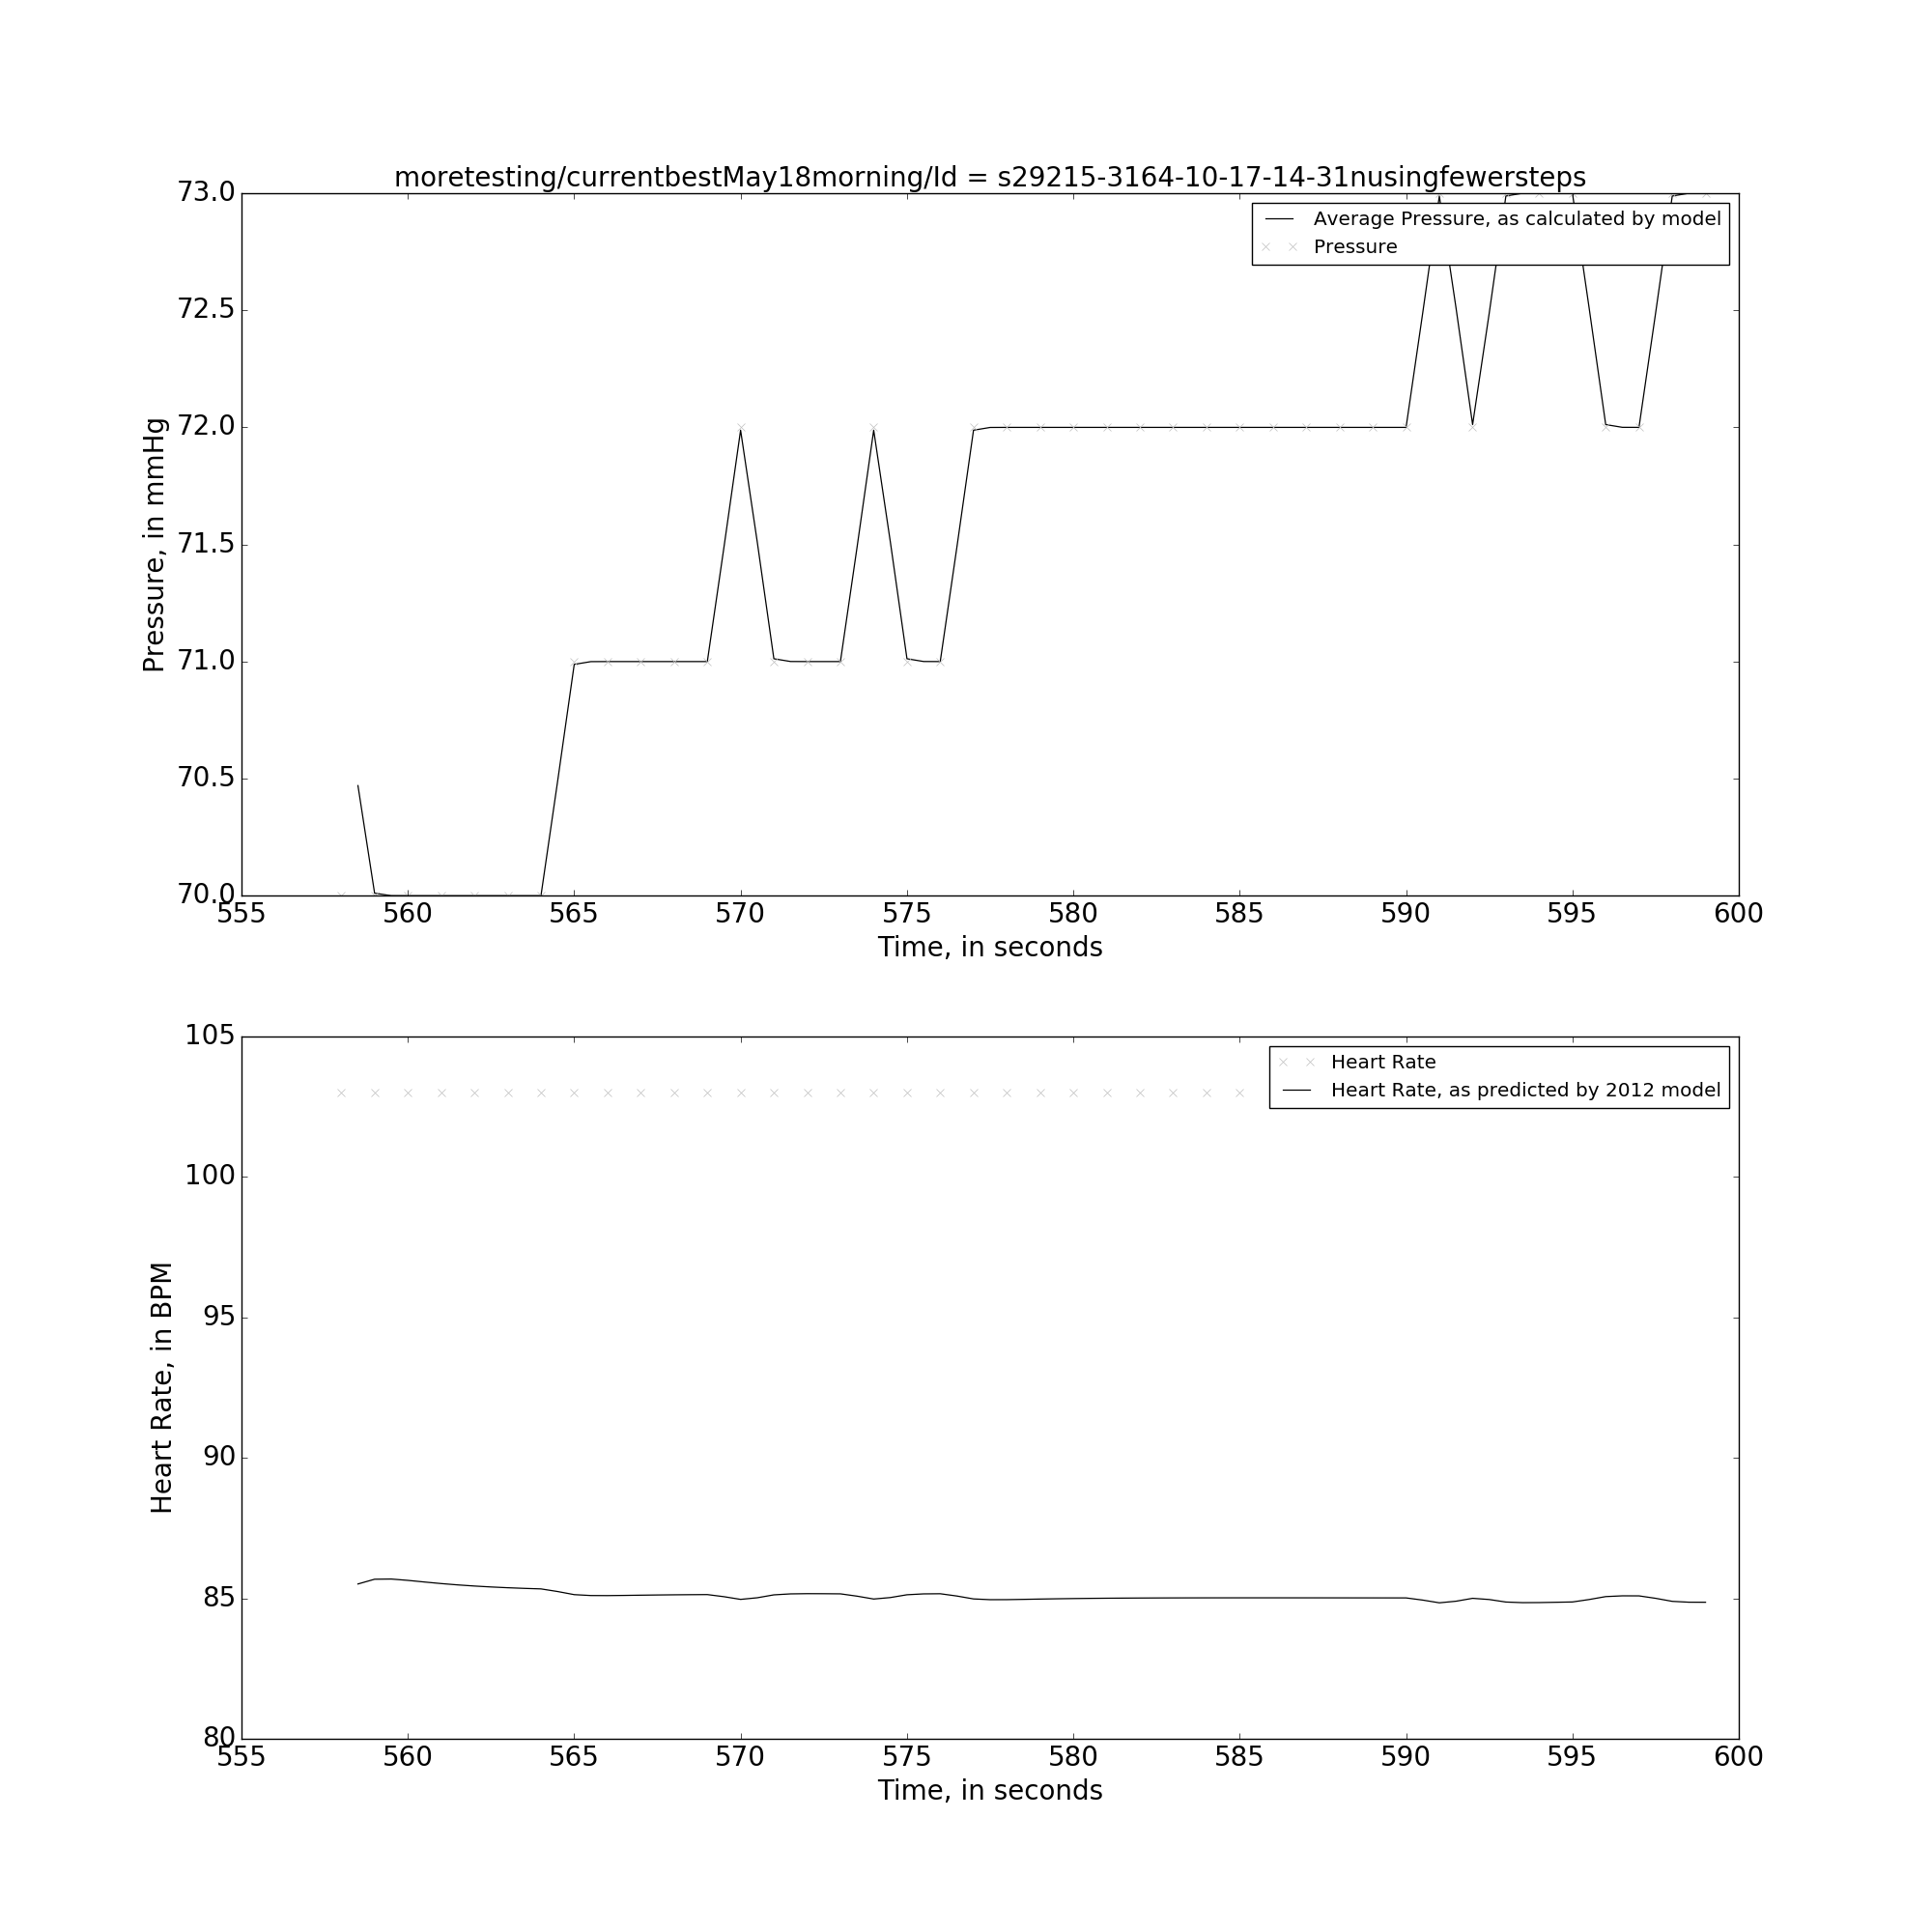 moretesting/currentbestMay18morning/Id = s29215-3164-10-17-14-31nusingfewersteps
73.0
72.5
72.0
71.5
71.0
70.5
70.0
Pressure, in mmHg
Average Pressure, as calculated by model
Pressure
555 560 565 570 575 580 585 590 595 600
Time, in seconds
105
100
95
90
85
80
Heart Rate, in BPM
Heart Rate
Heart Rate, as predicted by 2012 model
555 560 565 570 575 580 585 590 595 600
Time, in seconds